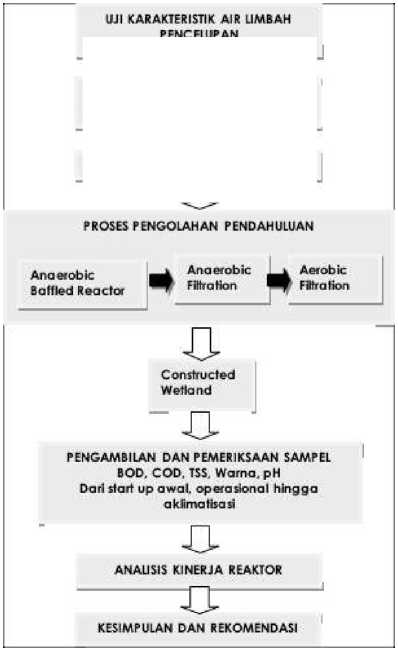 UJI KARAKTERISTIK AIR LIMBAH
PENCELUPAN
PROSES PENGOLAHAN PENDAHULUAN
Anaerobic
Baffled Reactor
Anaerobic
Filtration
Aerobic
Filtration
Constructed
Wetland
PENGAMBILAN DAN PEMERIKSAAN SAMPEL
BOD, COD, TSS, Warna, pH
Dari start up awal, operasional hingga
aklimatisasi
ANALISIS KINERJA REAKTOR
KESIMPULAN DAN REKOMENDASI